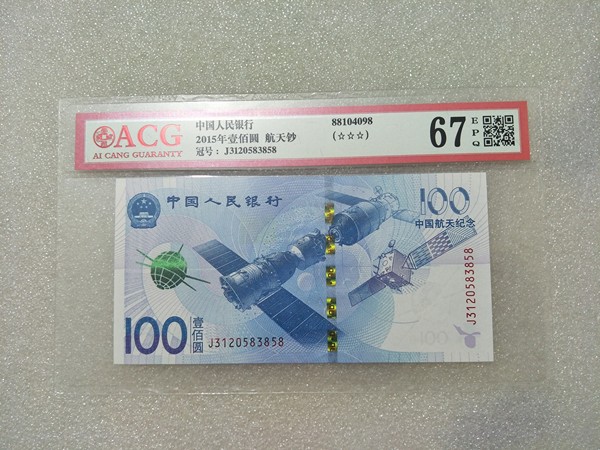 ACG
AI CANG GUARANTY
中国人民银行
2015年壹佰圆 航天钞
冠号：J3120583858
88104098
(☆☆☆)
67
EPQ
中国人民银行
100
中国航天纪念
J3120583858
100
壹佰圆
J3120583858
100